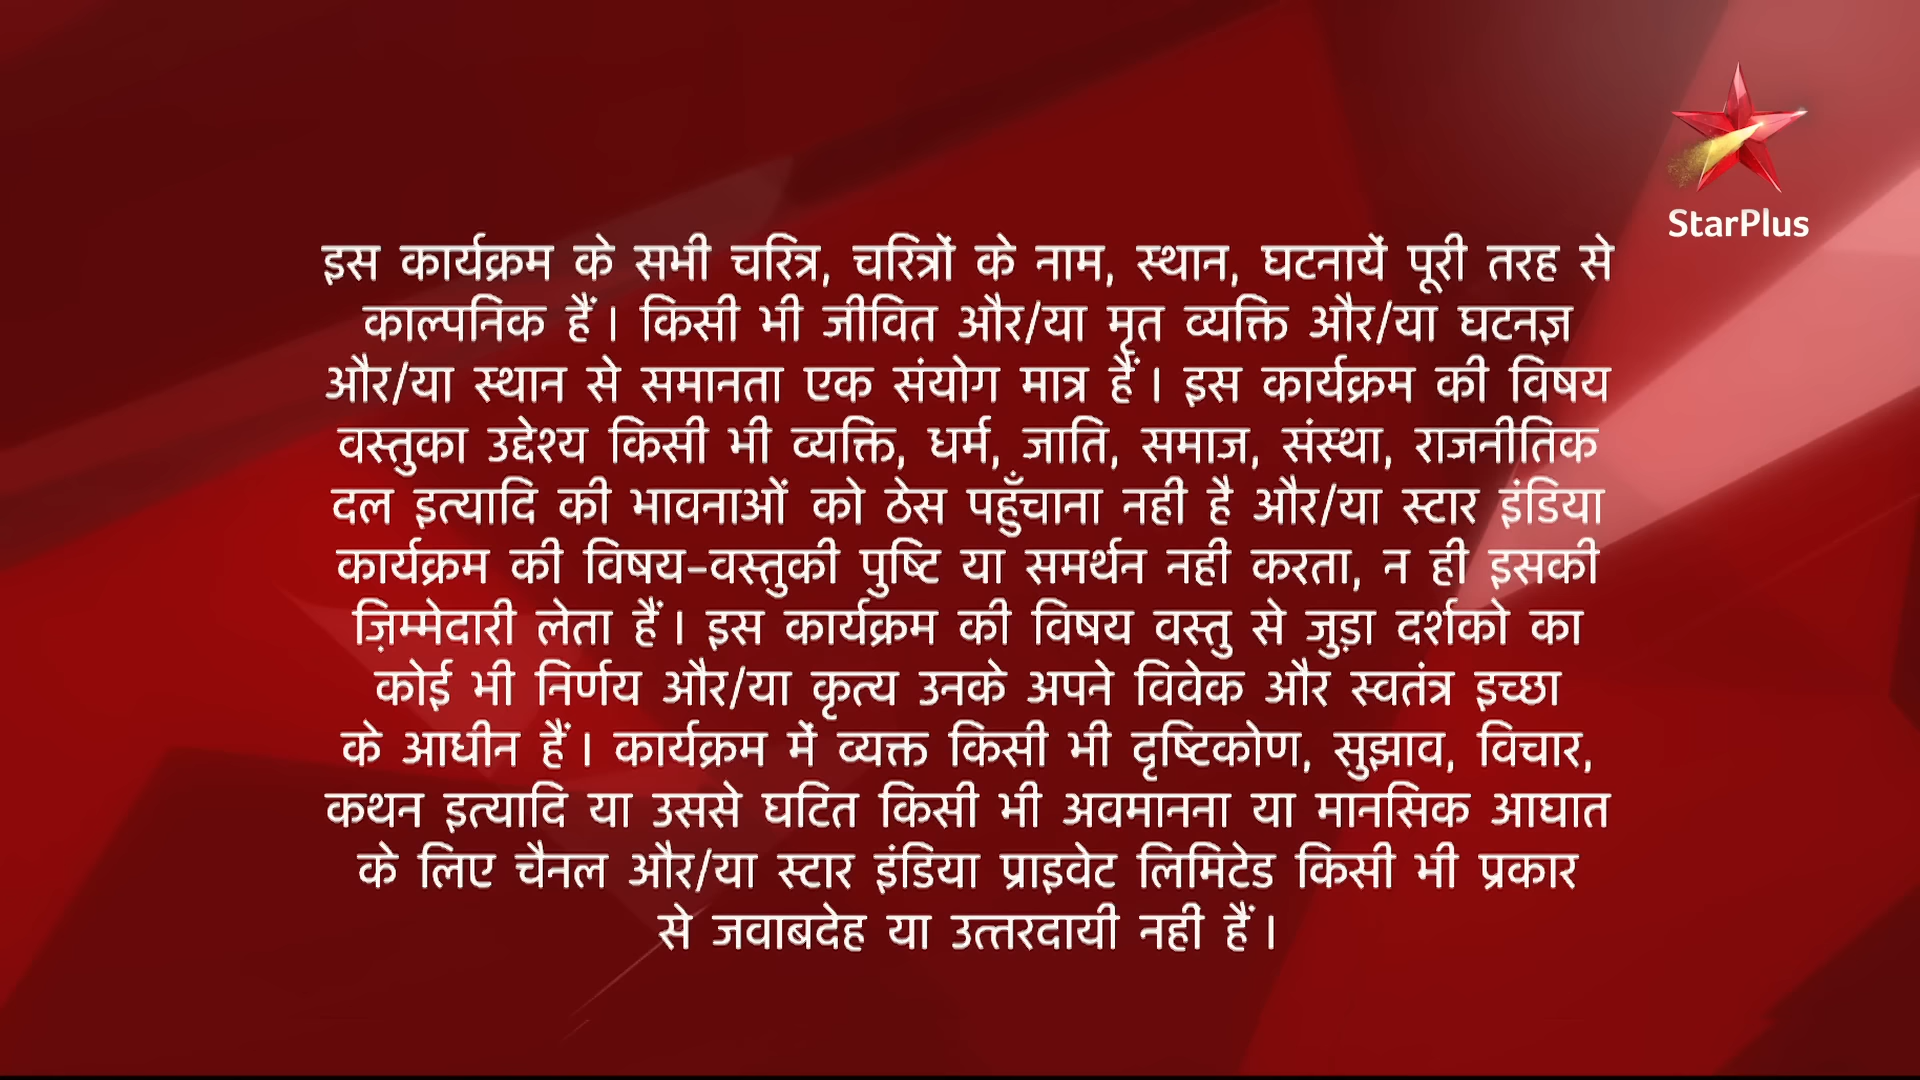 StarPlus
इस कार्यक्रम के सभी चरित्र, चरित्रों के नाम, स्थान, घटनायें पूरी तरह से
काल्पनिक हैं। किसी भी जीवित और/या मृत व्यक्ति और/या घटनज्ञ
और/या स्थान से समानता एक संयोग मात्र हैं। इस कार्यक्रम की विषय
वस्तुका उद्देश्य किसी भी व्यक्ति, धर्म, जाति, समाज, संस्था, राजनीतिक
दल इत्यादि की भावनाओं को ठेस पहुँचाना नही है और/या स्टार इंडिया
कार्यक्रम की विषय-वस्तुकी पुष्टि या समर्थन नही करता, न ही इसकी
ज़िम्मेदारी लेता हैं। इस कार्यक्रम की विषय वस्तु से जुड़ा दर्शको का
कोई भी निर्णय और/या कृत्य उनके अपने विवेक और स्वतंत्र इच्छा
के आधीन हैं। कार्यक्रम में व्यक्त किसी भी दृष्टिकोण, सुझाव, विचार,
कथन इत्यादि या उससे घटित किसी भी अवमानना या मानसिक आघात
के लिए चैनल और/या स्टार इंडिया प्राइवेट लिमिटेड किसी भी प्रकार
से जवाबदेह या उत्तरदायी नही हैं।